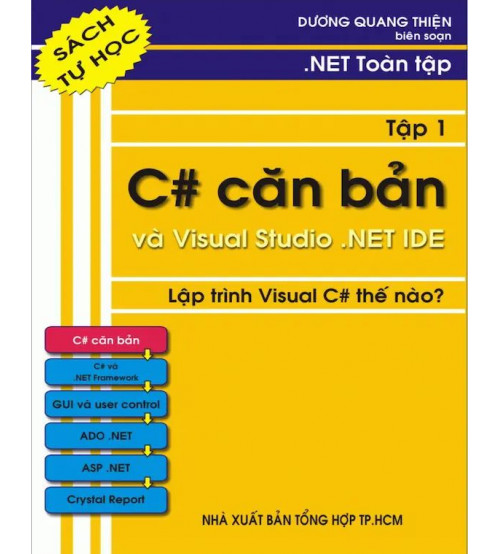 DƯƠNG QUANG THIỆN
biên soạn
SÁCH
TỰ HỌC
.NET Toàn tập
Tập 1
C# căn bản
và Visual Studio .NET IDE
Lập trình Visual C# thế nào?
C# căn bản
C# và
.NET Framework
GUI và user control
ADO .NET
ASP .NET
Crystal Report
NHÀ XUẤT BẢN TỔNG HỢP TP.HCM